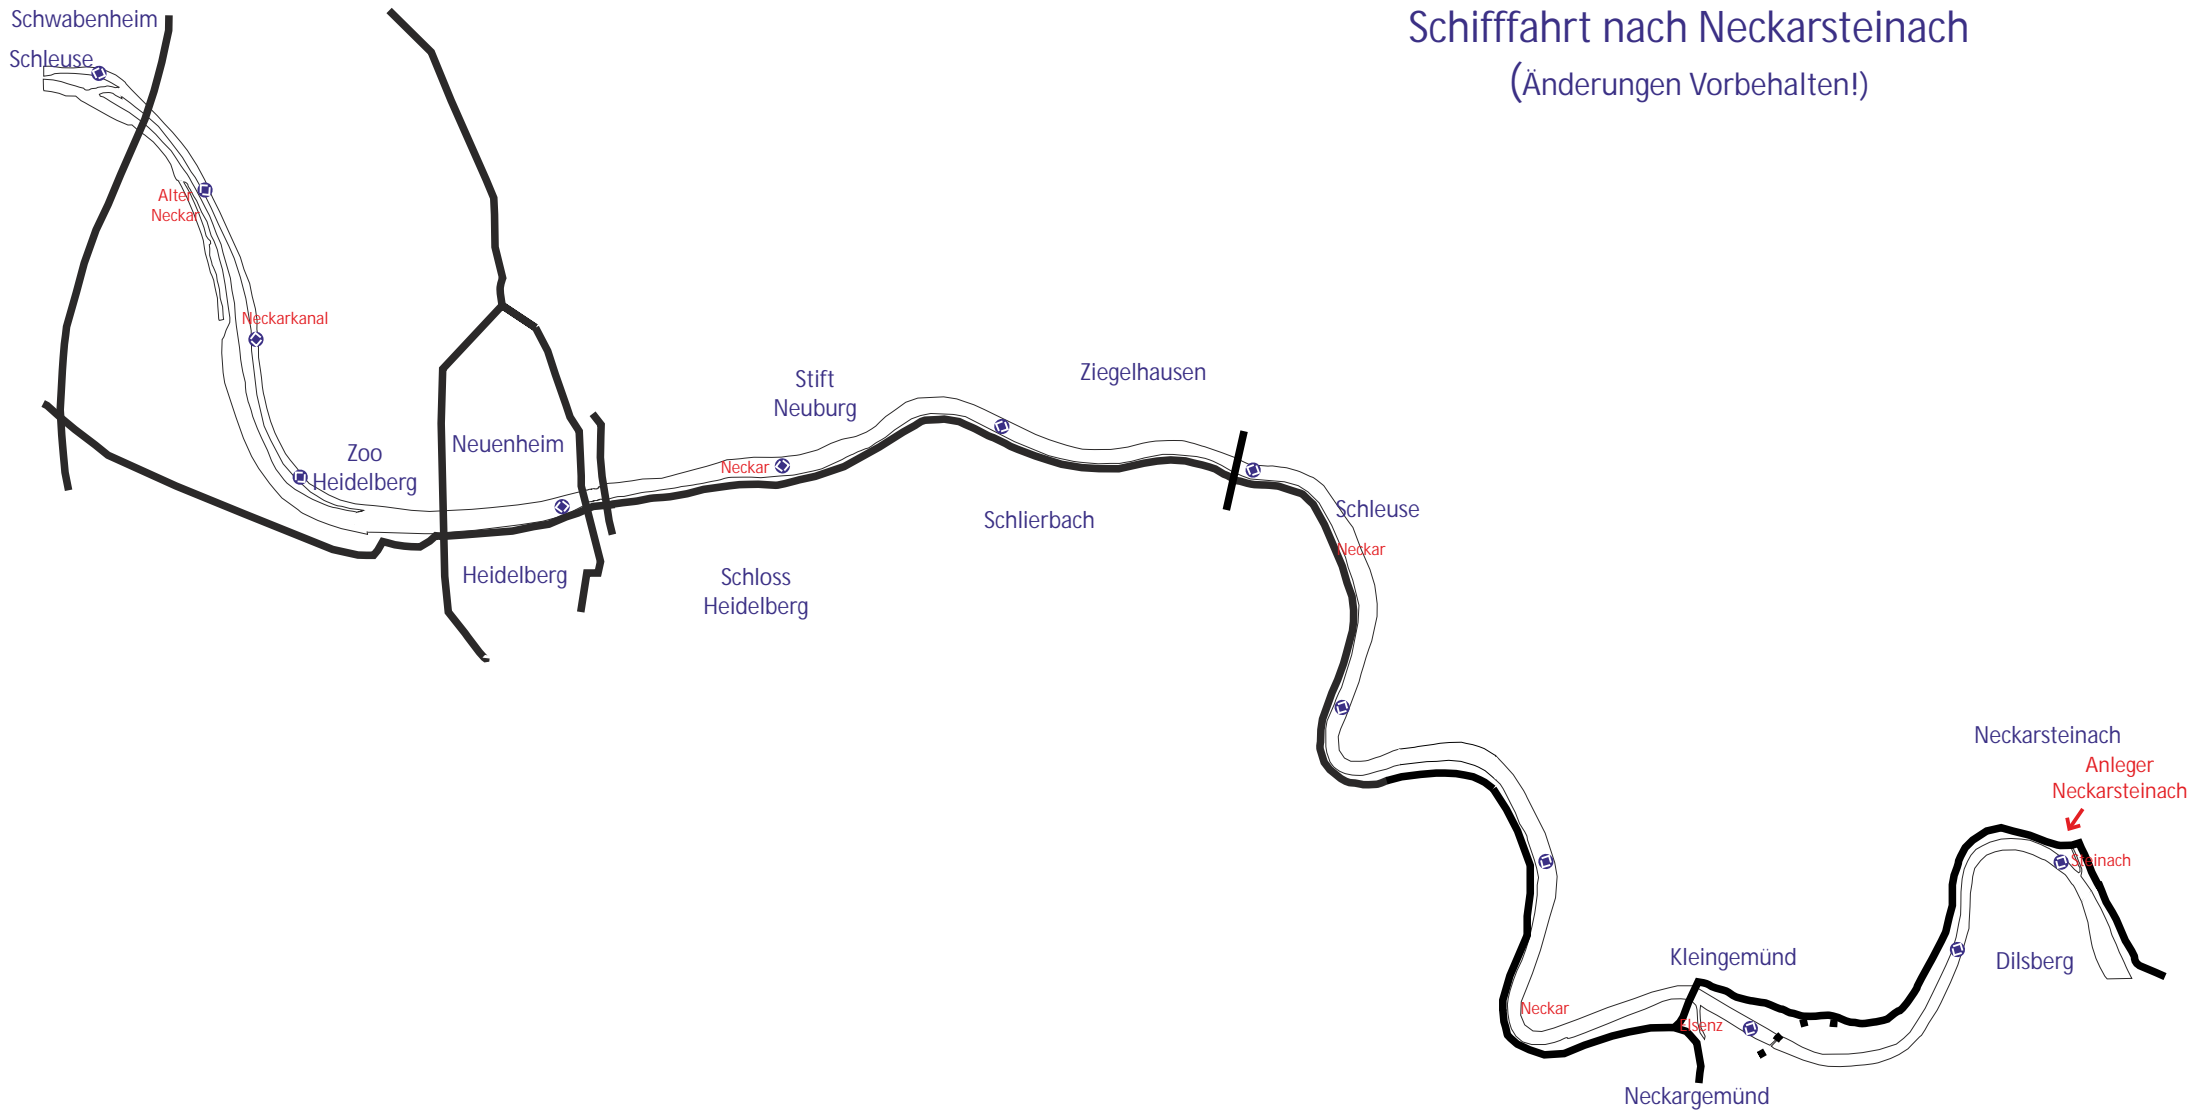 Schifffahrt nach Neckarsteinach
(Änderungen Vorbehalten!)
Schwabenheim
Schleuse
Alter
Neckar
Neckarkanal
Zoo
Heidelberg
Neuenheim
Heidelberg
Stift
Neuburg
Neckar
Schloss
Heidelberg
Ziegelhausen
Schlierbach
Schleuse
Neckar
Neckar
Kleingemünd
Elsenz
Neckargemünd
Dilsberg
Neckarsteinach
Anleger
Neckarsteinach
Steinach